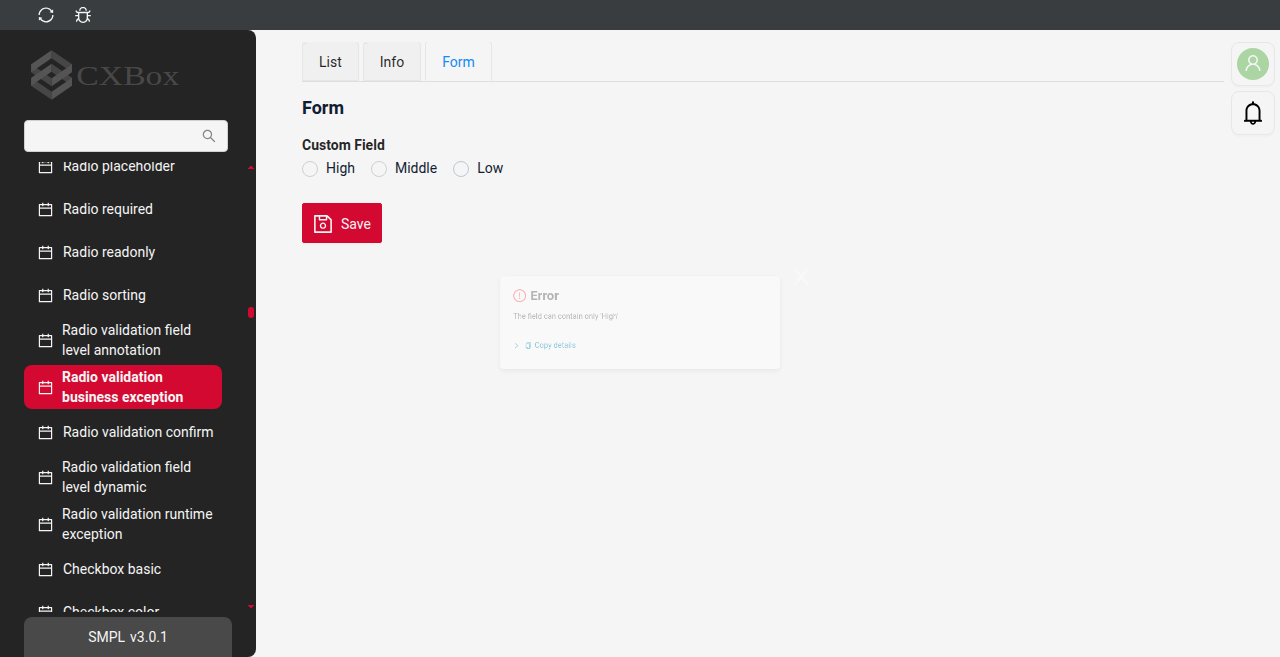 CXBox
Radio placeholder
Radio required
Radio readonly
Radio sorting
Radio validation field
level annotation
Radio validation
business exception
Radio validation confirm
Radio validation field
level dynamic
Radio validation runtime
exception
Checkbox basic
Checkbox color
SMPL v3.0.1
List
Info
Form
Form
Custom Field
High
Middle
Low
Save
Error
The field can contain only 'High'
Copy details